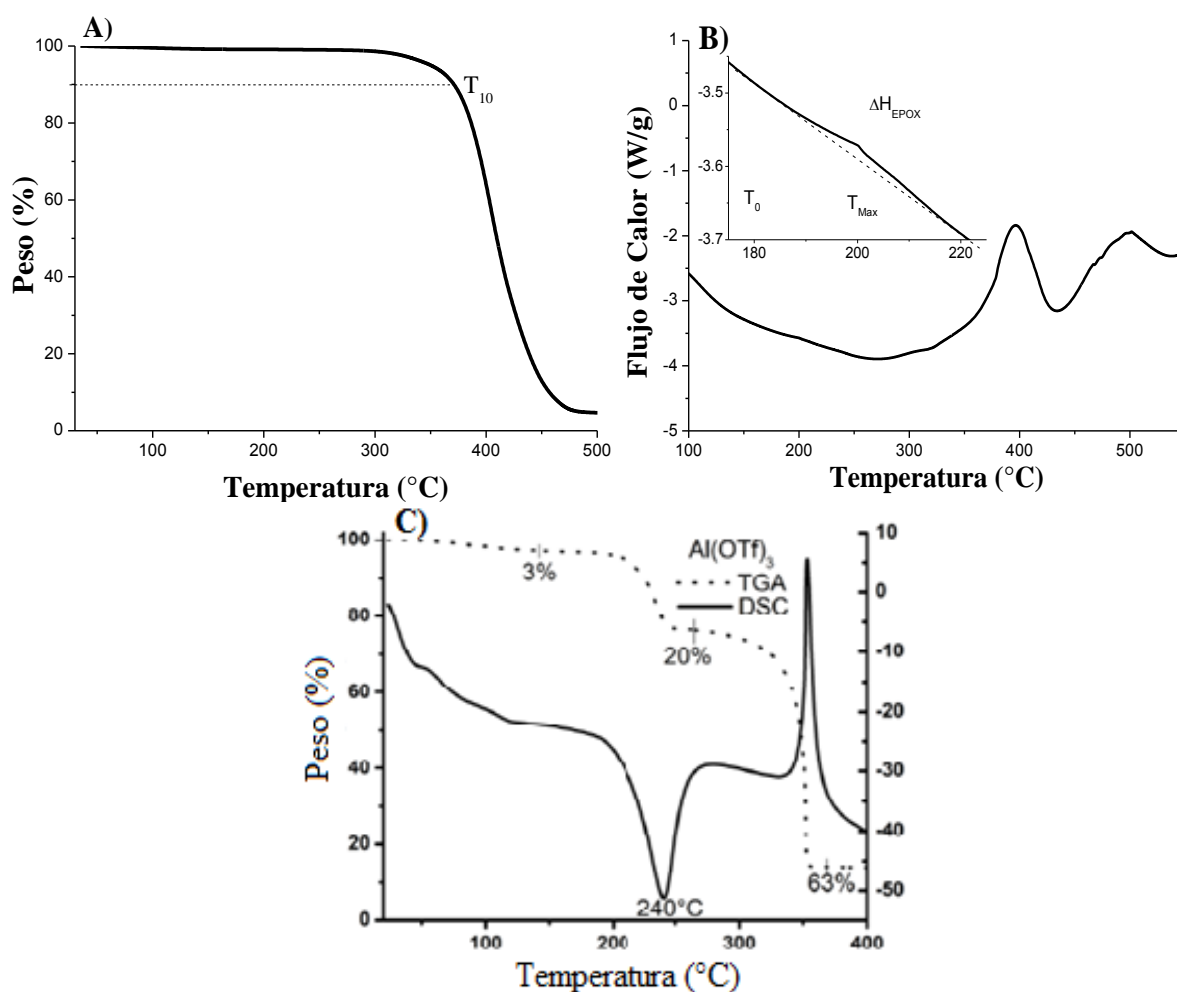 A)
100
80
60
40
20
0
Peso (%)
T10
100
200
300
400
500
Temperatura (°C)
B)
1
0
-1
-2
-3
-4
-5
Flujo de Calor (W/g)
-3.5
-3.6
-3.7
ΔH_EPOX
T0
TMax
180
200
220
100
200
300
400
500
Temperatura (°C)
C)
100
80
60
40
20
0
Peso (%)
10
0
-10
-20
-30
-40
-50
Al(OTf)3
TGA
DSC
3%
20%
63%
240°C
100
200
300
400
Temperatura (°C)